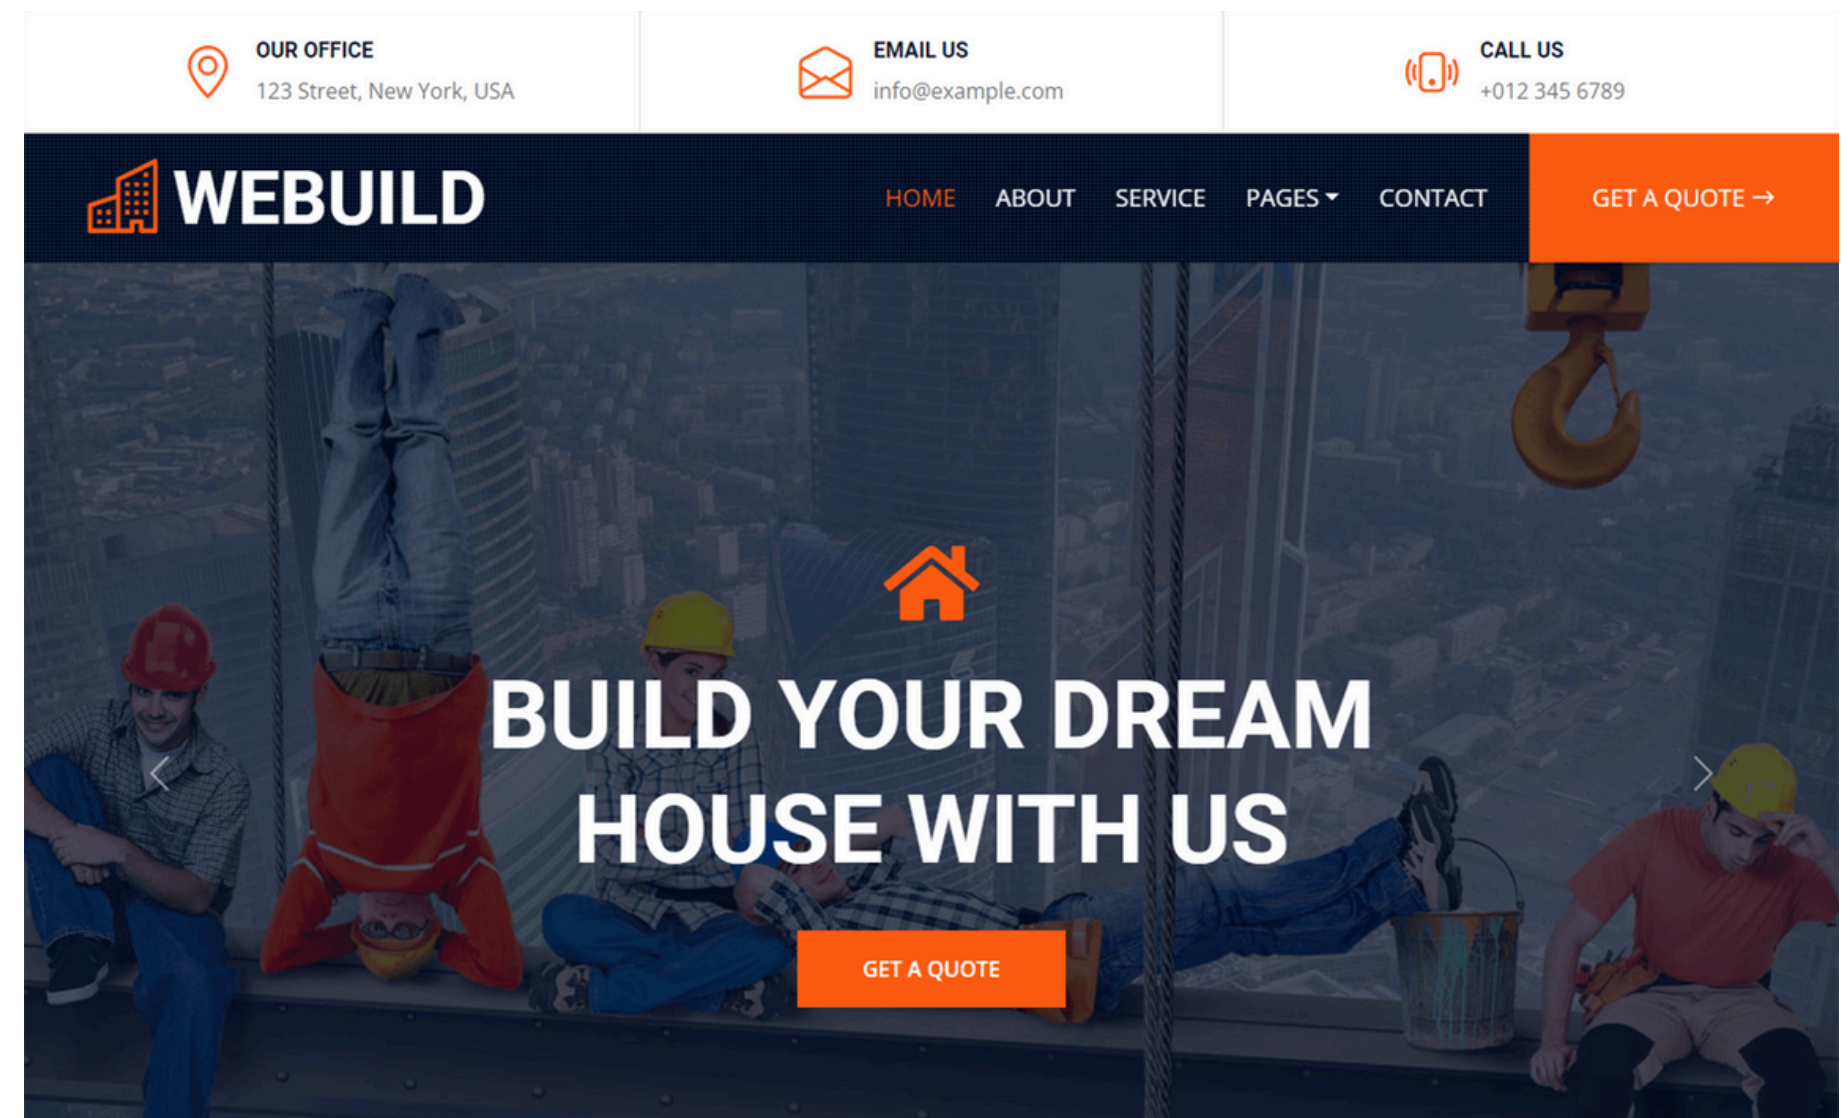 OUR OFFICE
123 Street, New York, USA
EMAIL US
info@example.com
CALL US
+012 345 6789
WEBUILD
HOME ABOUT SERVICE PAGES CONTACT GET A QUOTE →
BUILD YOUR DREAM
HOUSE WITH US
GET A QUOTE